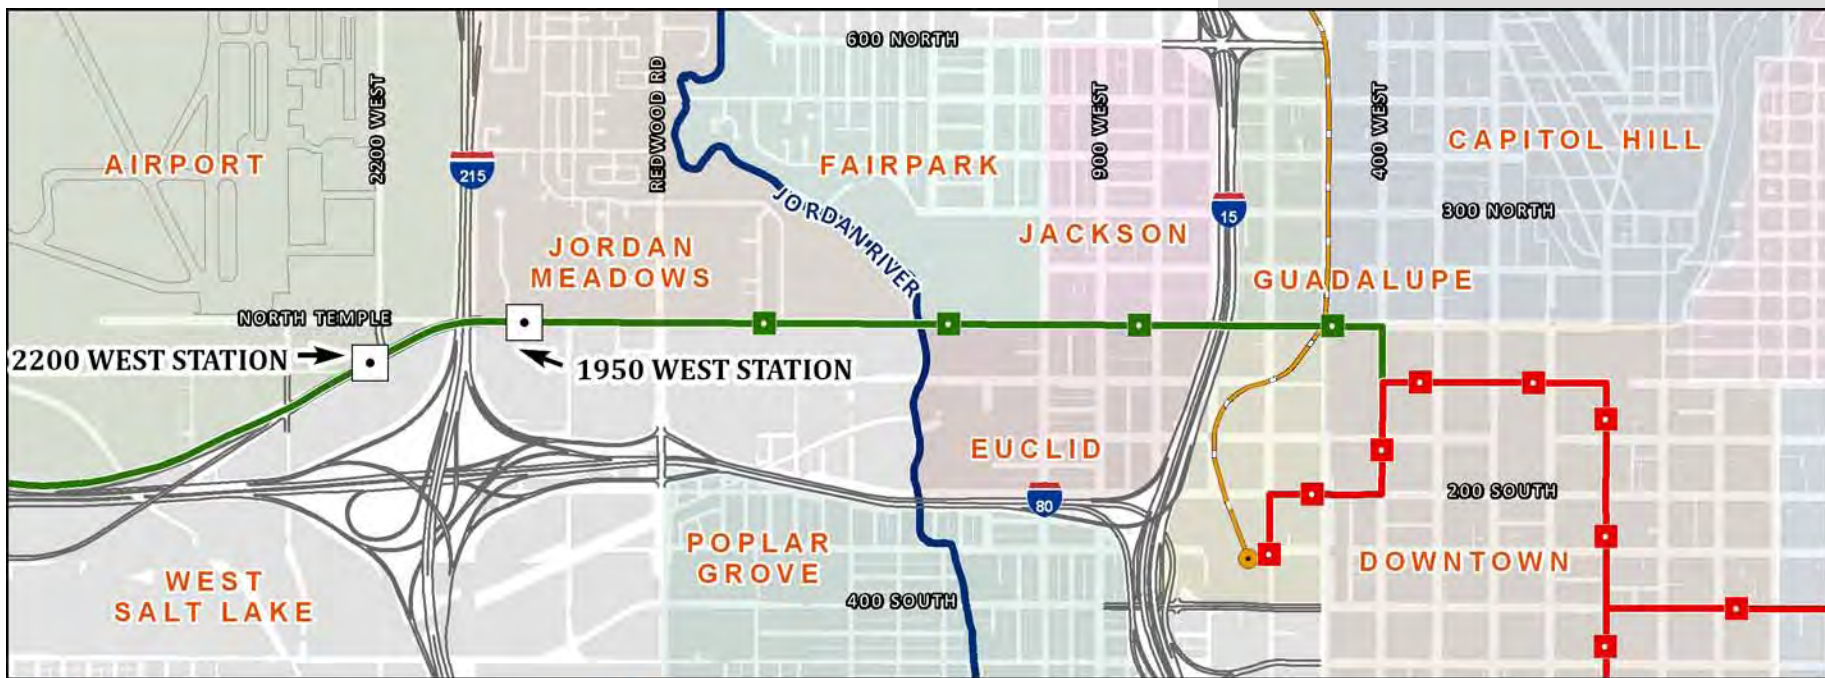 600 NORTH
2200 WEST
REDWOOD RD
900 WEST
400 WEST
CAPITOL HILL
AIRPORT
215
FAIRPARK
15
300 NORTH
JORDAN RIVER
JACKSON
JORDAN
MEADOWS
GUADALUPE
NORTH TEMPLE
2200 WEST STATION
1950 WEST STATION
EUCLID
80
200 SOUTH
POPLAR
GROVE
DOWNTOWN
WEST
SALT LAKE
400 SOUTH